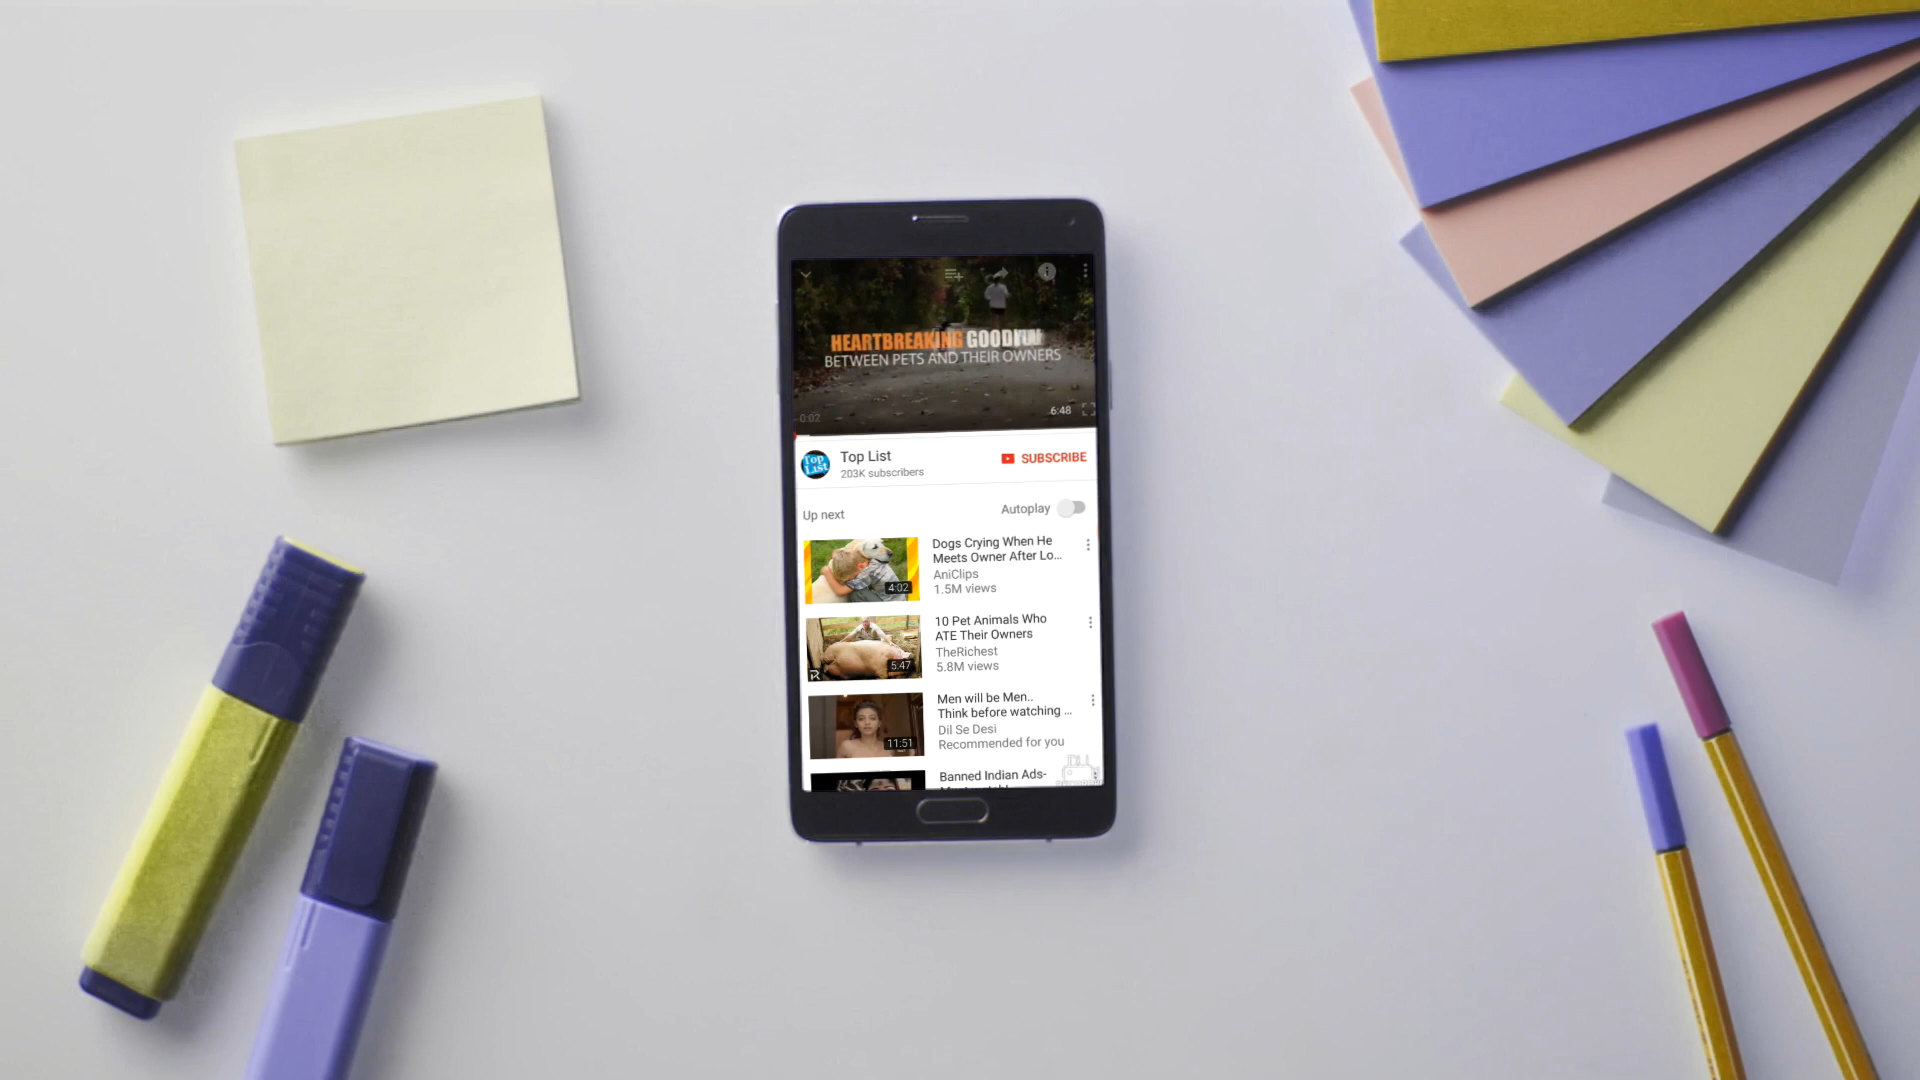 HEARTBREAKING
BETWEEN PETS AND THEIR OWNERS
0:02
6:48
Top List
Top List
203K subscribers
SUBSCRIBE
Up next
Autoplay
Dogs Crying When He
Meets Owner After Lo...
AniClips
1.5M views
4:02
10 Pet Animals Who
ATE Their Owners
TheRichest
5.8M views
5:47
R
Men will be Men..
Think before watching ...
Dil Se Desi
Recommended for you
11:51
Banned Indian Ads-